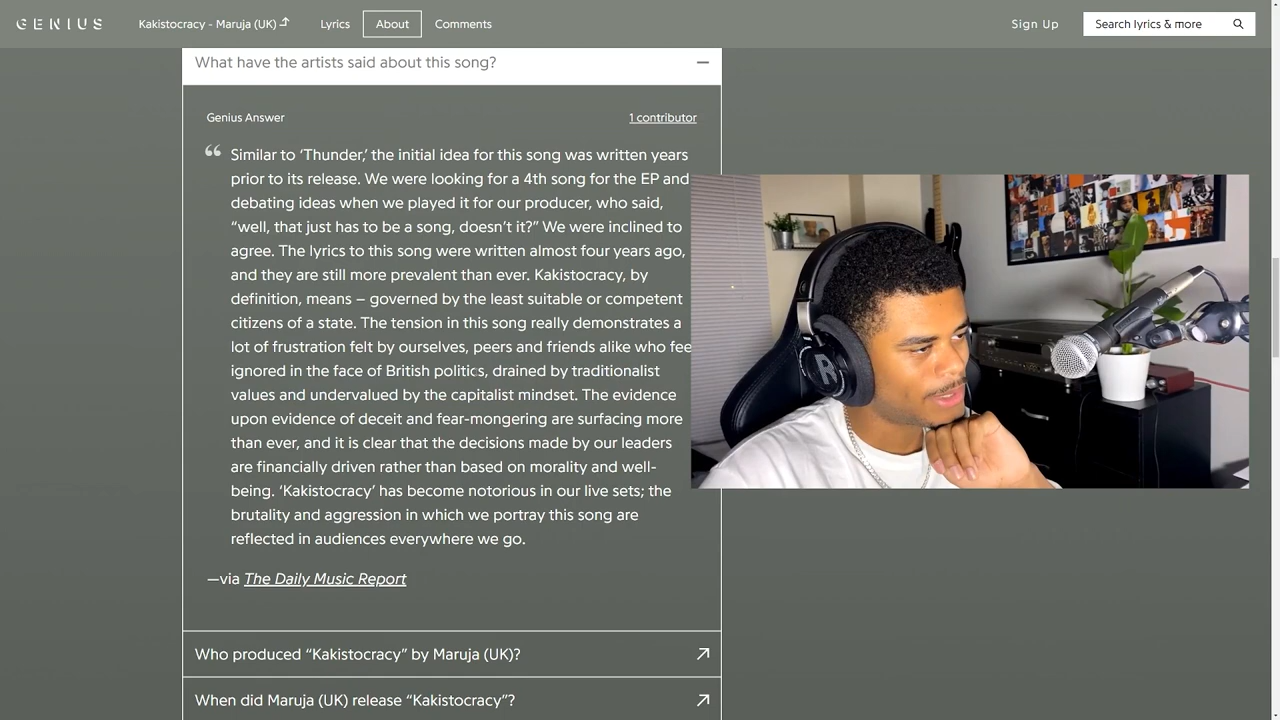 GENIUS
Kakistocracy - Maruja (UK)
Lyrics
About
Comments
Sign Up
Search lyrics & more
What have the artists said about this song?
Genius Answer
1 contributor
“ Similar to ‘Thunder,’ the initial idea for this song was written years
prior to its release. We were looking for a 4th song for the EP and
debating ideas when we played it for our producer, who said,
“well, that just has to be a song, doesn’t it?” We were inclined to
agree. The lyrics to this song were written almost four years ago,
and they are still more prevalent than ever. Kakistocracy, by
definition, means – governed by the least suitable or competent
citizens of a state. The tension in this song really demonstrates a
lot of frustration felt by ourselves, peers and friends alike who fee
ignored in the face of British politics, drained by traditionalist
values and undervalued by the capitalist mindset. The evidence
upon evidence of deceit and fear-mongering are surfacing more
than ever, and it is clear that the decisions made by our leaders
are financially driven rather than based on morality and well-
being. ‘Kakistocracy’ has become notorious in our live sets; the
brutality and aggression in which we portray this song are
reflected in audiences everywhere we go.
—via The Daily Music Report
Who produced “Kakistocracy” by Maruja (UK)?
When did Maruja (UK) release “Kakistocracy”?
R